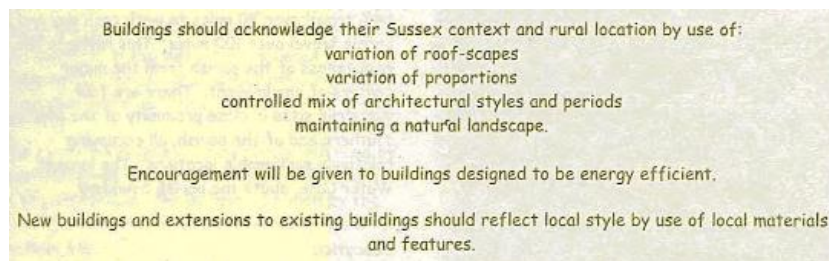 Buildings should acknowledge their Sussex context and rural location by use of:
variation of roof-scapes
variation of proportions
controlled mix of architectural styles and periods
maintaining a natural landscape.
Encouragement will be given to buildings designed to be energy efficient.
New buildings and extensions to existing buildings should reflect local style by use of local materials
and features.